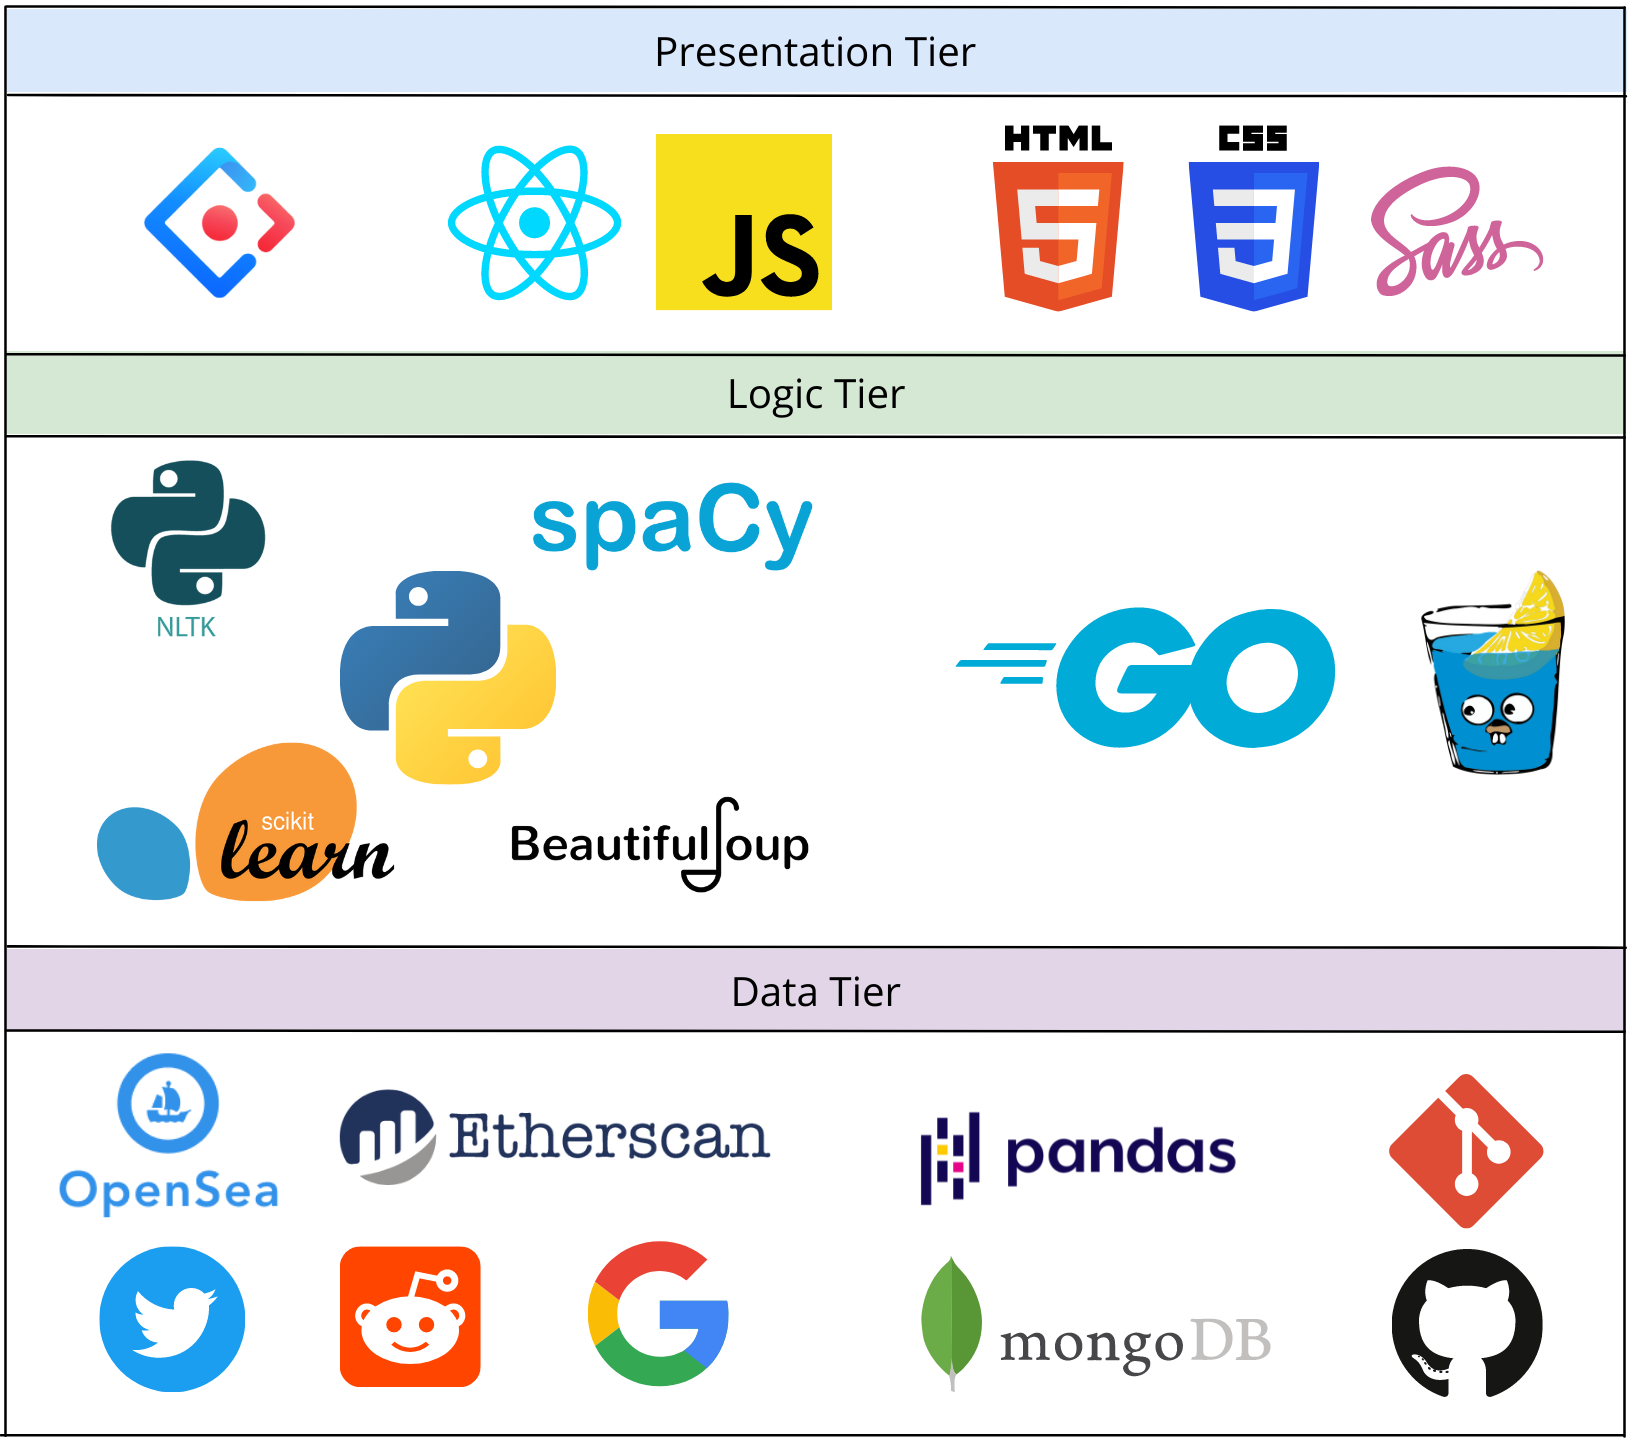 Presentation Tier
JS
HTML
CSS
5
3
Sass
Logic Tier
NLTK
spaCy
GO
scikit
learn
BeautifulSoup
Data Tier
OpenSea
Etherscan
pandas
mongoDB